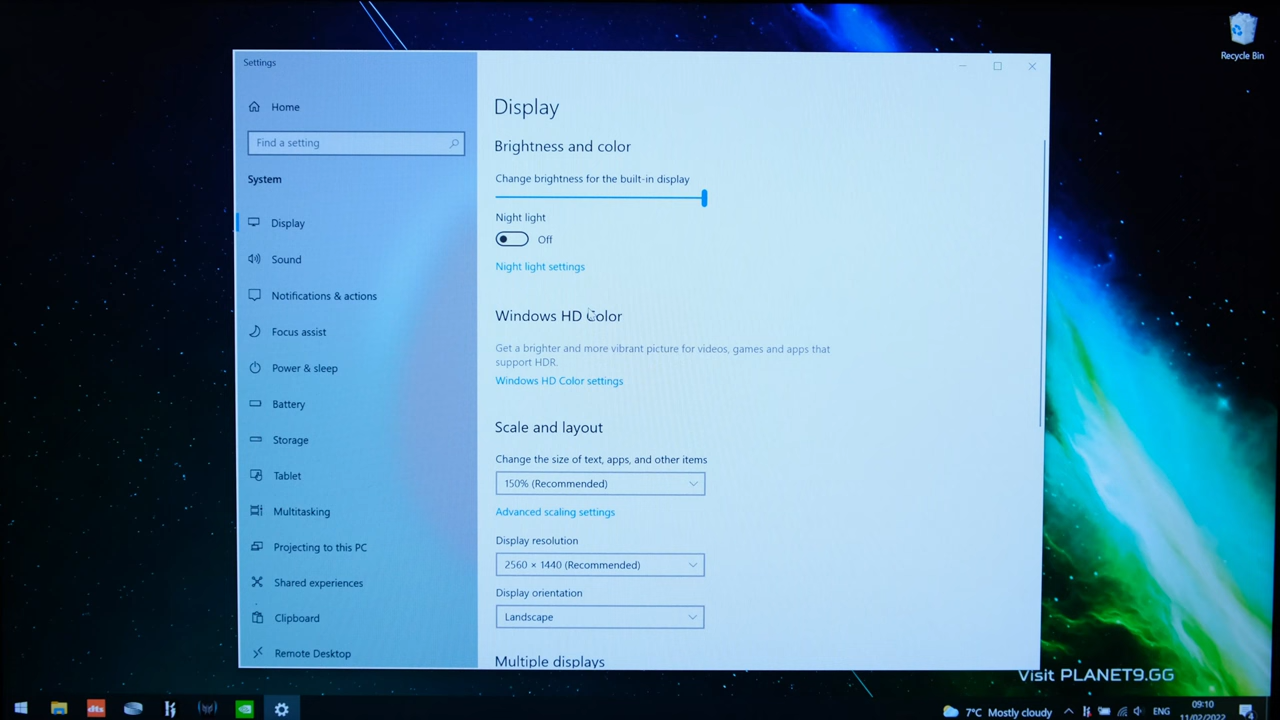 Recycle Bin
Settings
Home
Find a setting
System
Display
Sound
Notifications & actions
Focus assist
Power & sleep
Battery
Storage
Tablet
Multitasking
Projecting to this PC
Shared experiences
Clipboard
Remote Desktop
Display
Brightness and color
Change brightness for the built-in display
Night light
Off
Night light settings
Windows HD Color
Get a brighter and more vibrant picture for videos, games and apps that
support HDR.
Windows HD Color settings
Scale and layout
Change the size of text, apps, and other items
150% (Recommended)
Advanced scaling settings
Display resolution
2560 × 1440 (Recommended)
Display orientation
Landscape
Multiple displays
Visit PLANET9.GG
dts
7°C Mostly cloudy
ENG
09:10
11/02/2022
4